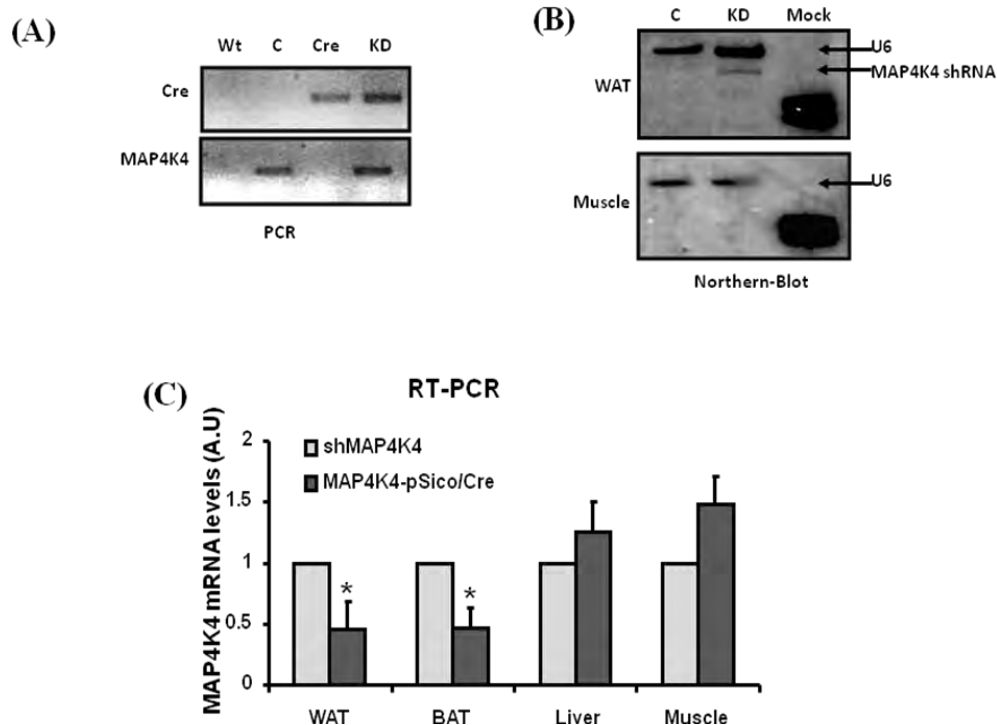 (A)
Wt C Cre KD
Cre
MAP4K4
PCR
(B)
C KD Mock
WAT
U6
MAP4K4 shRNA
Muscle
U6
Northern-Blot
(C)
RT-PCR
MAP4K4 mRNA levels (A.U)
2
1.5
1
0.5
0
shMAP4K4
MAP4K4-pSico/Cre
* *
WAT BAT Liver Muscle